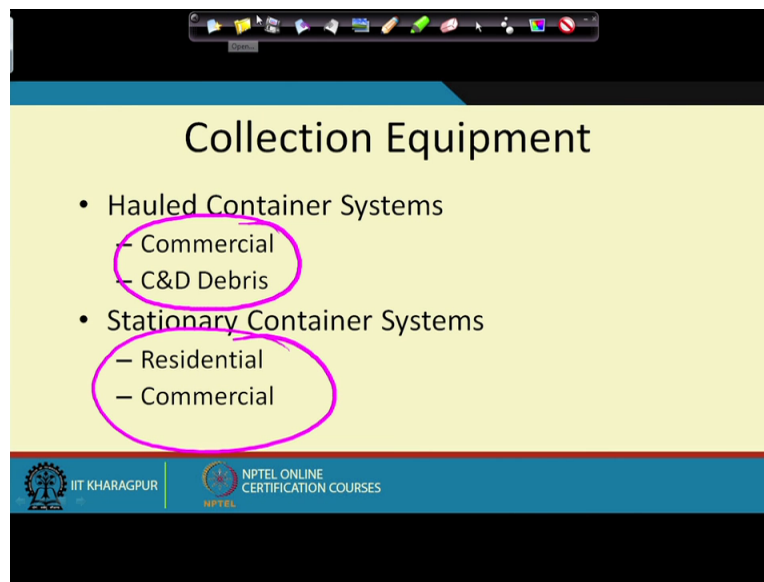 Open...
Collection Equipment
• Hauled Container Systems
– Commercial
– C&D Debris
• Stationary Container Systems
– Residential
– Commercial
IIT KHARAGPUR
NPTEL
NPTEL ONLINE
CERTIFICATION COURSES